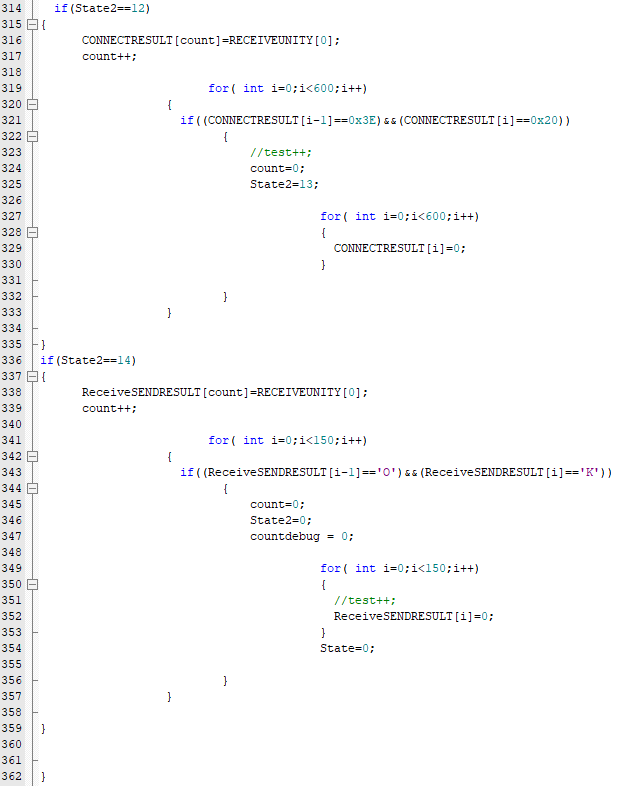 314 if(State2==12)
315 {
316 CONNECTRESULT[count]=RECEIVEUNITY[0];
317 count++;
318
319 for( int i=0;i<600;i++)
320 {
321 if((CONNECTRESULT[i-1]==0x3E)&&(CONNECTRESULT[i]==0x20))
322 {
323 //test++;
324 count=0;
325 State2=13;
326
327 for( int i=0;i<600;i++)
328 {
329 CONNECTRESULT[i]=0;
330 }
331
332 }
333 }
334
335 }
336 if(State2==14)
337 {
338 ReceiveSENDRESULT[count]=RECEIVEUNITY[0];
339 count++;
340
341 for( int i=0;i<150;i++)
342 {
343 if((ReceiveSENDRESULT[i-1]=='O')&&(ReceiveSENDRESULT[i]=='K'))
344 {
345 count=0;
346 State2=0;
347 countdebug = 0;
348
349 for( int i=0;i<150;i++)
350 {
351 //test++;
352 ReceiveSENDRESULT[i]=0;
353 }
354 State=0;
355
356 }
357 }
358
359 }
360
361
362 }